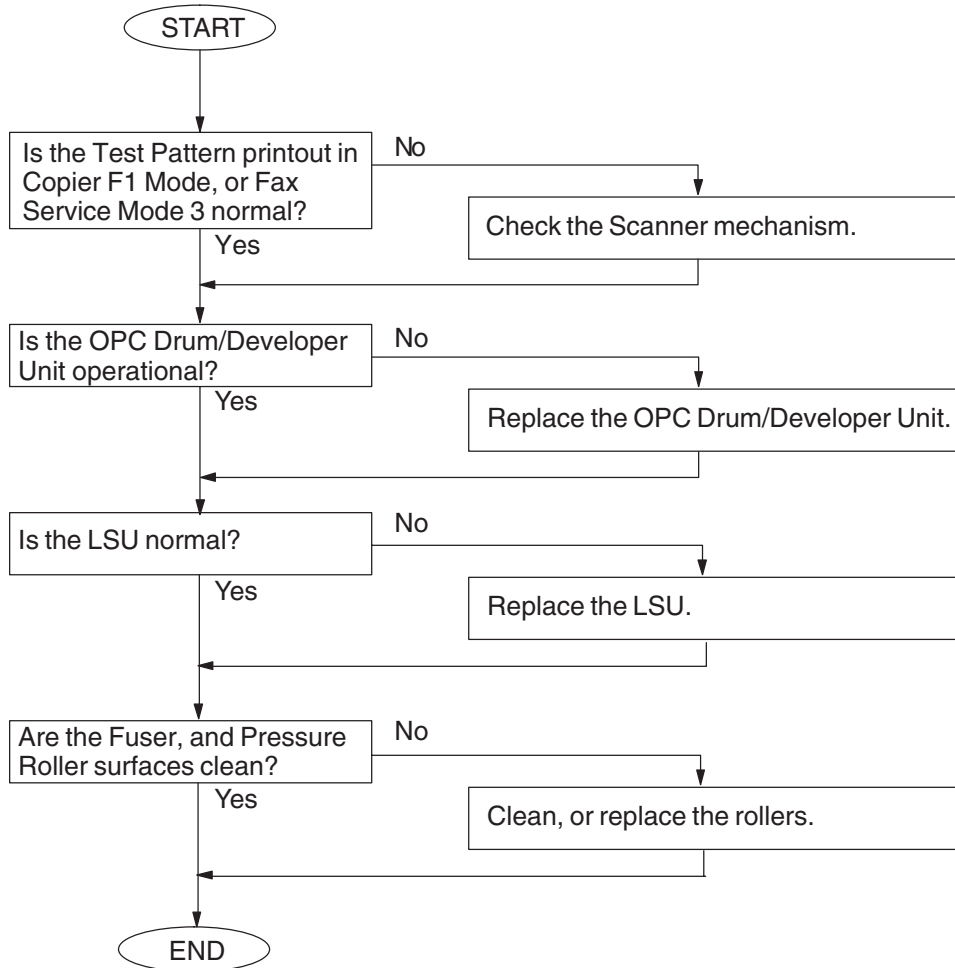 START
Is the Test Pattern printout in
Copier F1 Mode, or Fax
Service Mode 3 normal?
No
Check the Scanner mechanism.
Yes
Is the OPC Drum/Developer
Unit operational?
No
Replace the OPC Drum/Developer Unit.
Yes
Is the LSU normal?
No
Replace the LSU.
Yes
Are the Fuser, and Pressure
Roller surfaces clean?
No
Clean, or replace the rollers.
Yes
END